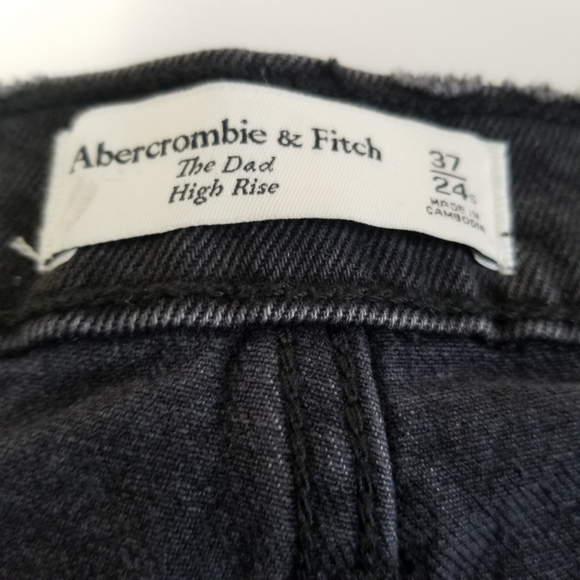 Abercrombie & Fitch
The Dad
High Rise
37
24S
MADE IN
CAMBODIA